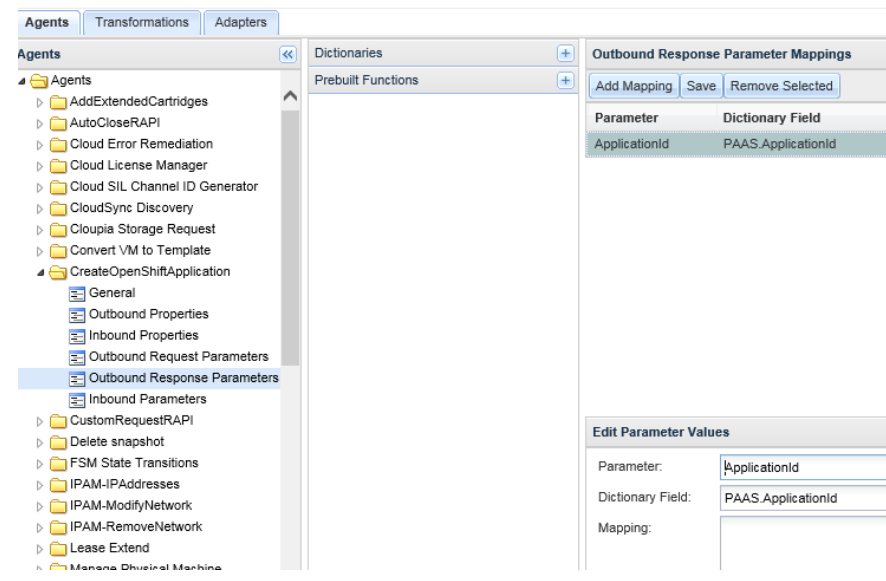 Agents
Transformations
Adapters
Agents
Agents
AddExtendedCartridges
AutoCloseRAPI
Cloud Error Remediation
Cloud License Manager
Cloud SIL Channel ID Generator
CloudSync Discovery
Cloupia Storage Request
Convert VM to Template
CreateOpenShiftApplication
General
Outbound Properties
Inbound Properties
Outbound Request Parameters
Outbound Response Parameters
Inbound Parameters
CustomRequestRAPI
Delete snapshot
FSM State Transitions
IPAM-IPAddresses
IPAM-ModifyNetwork
IPAM-RemoveNetwork
Lease Extend
Manage Physical Machine
Dictionaries
Prebuilt Functions
Outbound Response Parameter Mappings
Add Mapping Save Remove Selected
Parameter Dictionary Field
ApplicationId PAAS.ApplicationId
Edit Parameter Values
Parameter: ApplicationId
Dictionary Field: PAAS.ApplicationId
Mapping: